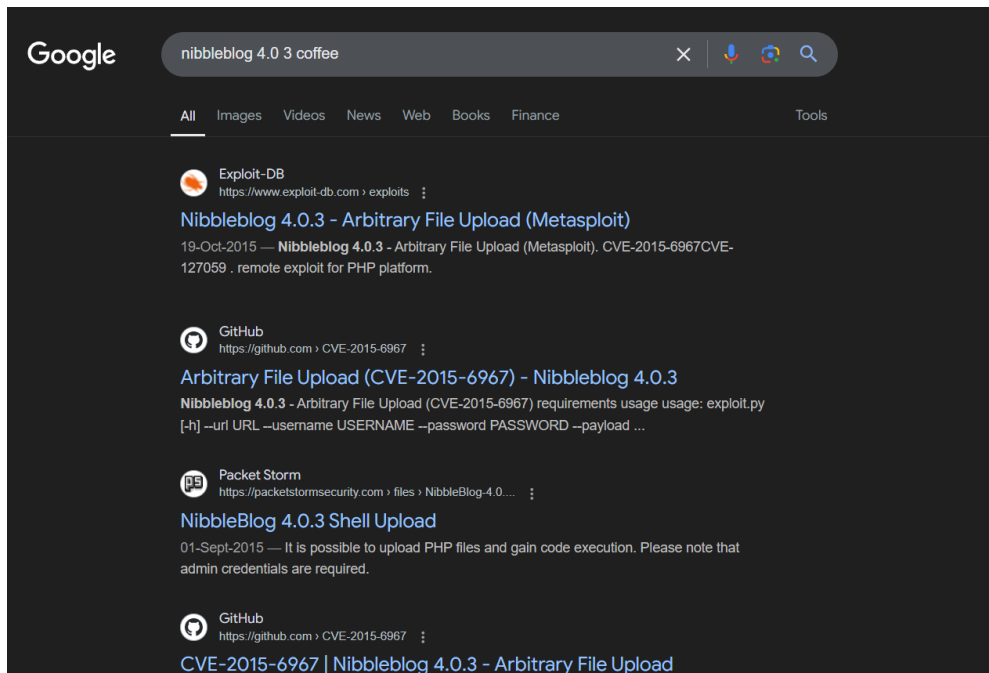 Google
nibbleblog 4.0 3 coffee
All Images Videos News Web Books Finance Tools
Exploit-DB
https://www.exploit-db.com › exploits
Nibbleblog 4.0.3 - Arbitrary File Upload (Metasploit)
19-Oct-2015 — Nibbleblog 4.0.3 - Arbitrary File Upload (Metasploit). CVE-2015-6967CVE-
127059 . remote exploit for PHP platform.
GitHub
https://github.com › CVE-2015-6967
Arbitrary File Upload (CVE-2015-6967) - Nibbleblog 4.0.3
Nibbleblog 4.0.3 - Arbitrary File Upload (CVE-2015-6967) requirements usage usage: exploit.py
[-h] --url URL --username USERNAME --password PASSWORD --payload ...
Packet Storm
https://packetstormsecurity.com › files › NibbleBlog-4.0....
NibbleBlog 4.0.3 Shell Upload
01-Sept-2015 — It is possible to upload PHP files and gain code execution. Please note that
admin credentials are required.
GitHub
https://github.com › CVE-2015-6967
CVE-2015-6967 | Nibbleblog 4.0.3 - Arbitrary File Upload